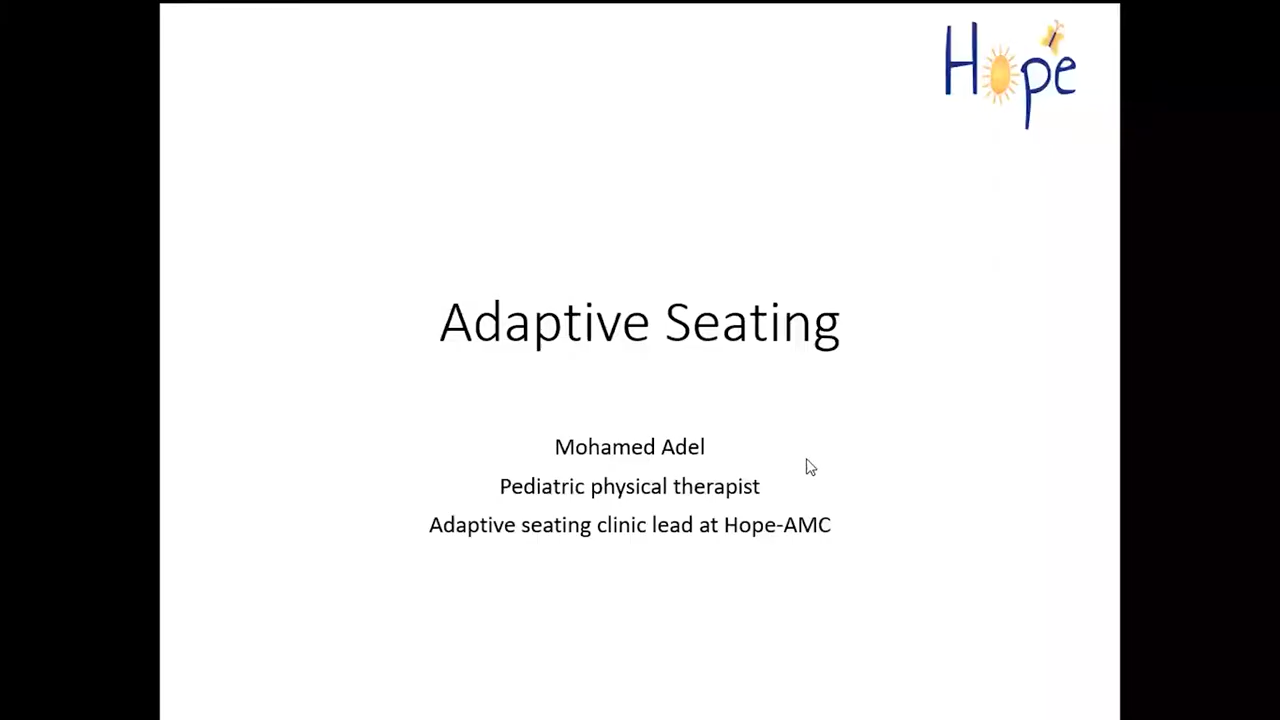 Hope
Adaptive Seating
Mohamed Adel
Pediatric physical therapist
Adaptive seating clinic lead at Hope-AMC